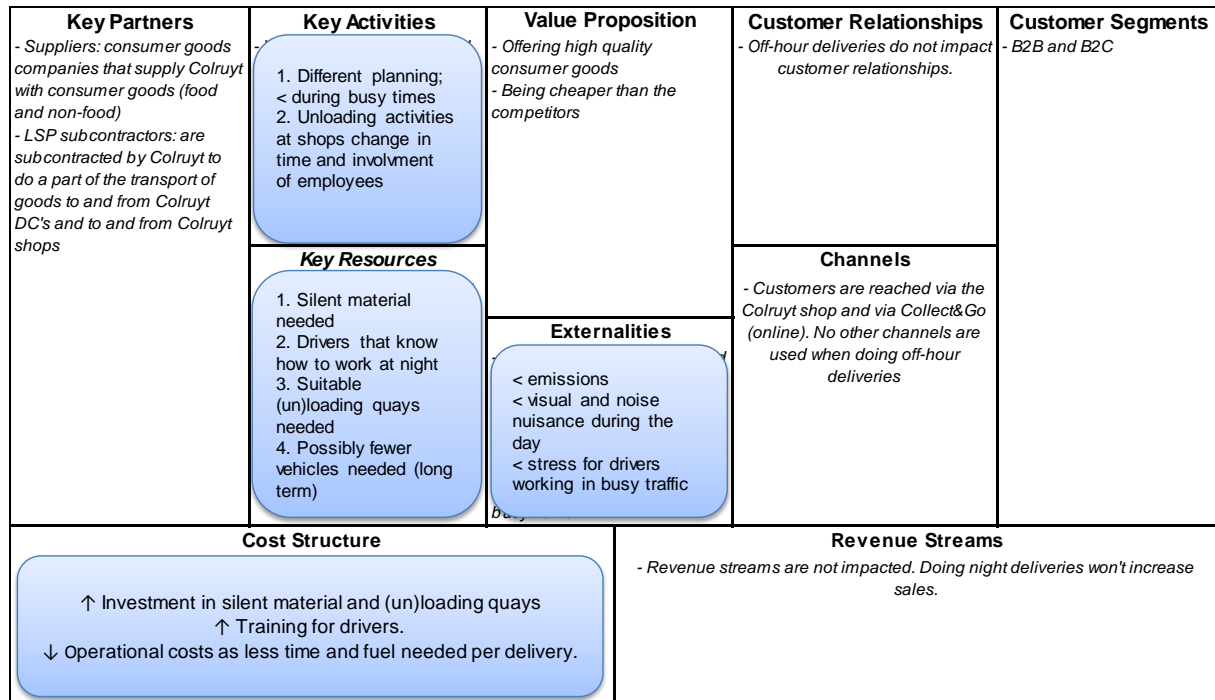 Key Partners
- Suppliers: consumer goods
companies that supply Colruyt
with consumer goods (food
and non-food)
- LSP subcontractors: are
subcontracted by Colruyt to
do a part of the transport of
goods to and from Colruyt
DC's and to and from Colruyt
shops
Key Activities
1. Different planning;
< during busy times
2. Unloading activities
at shops change in
time and involvment
of employees
Key Resources
1. Silent material
needed
2. Drivers that know
how to work at night
3. Suitable
(un)loading quays
needed
4. Possibly fewer
vehicles needed (long
term)
Value Proposition
- Offering high quality
consumer goods
- Being cheaper than the
competitors
Externalities
< emissions
< visual and noise
nuisance during the
day
< stress for drivers
working in busy traffic
Customer Relationships
- Off-hour deliveries do not impact
customer relationships.
Channels
- Customers are reached via the
Colruyt shop and via Collect&Go
(online). No other channels are
used when doing off-hour
deliveries
Customer Segments
- B2B and B2C
Cost Structure
↑ Investment in silent material and (un)loading quays
↑ Training for drivers.
↓ Operational costs as less time and fuel needed per delivery.
Revenue Streams
- Revenue streams are not impacted. Doing night deliveries won't increase
sales.